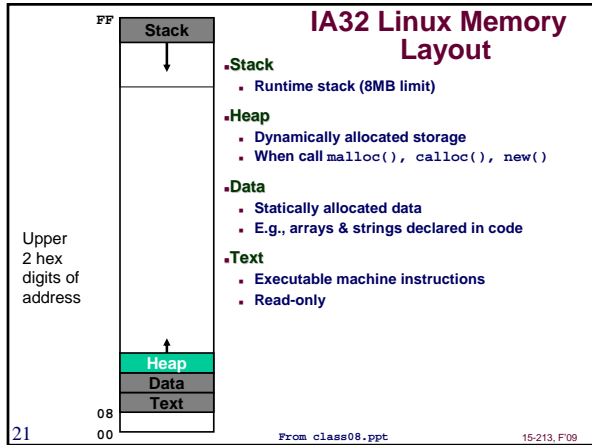 IA32 Linux Memory
Layout
FF
Stack
▪Stack
▪ Runtime stack (8MB limit)
▪Heap
▪ Dynamically allocated storage
▪ When call malloc(), calloc(), new()
▪Data
▪ Statically allocated data
▪ E.g., arrays & strings declared in code
▪Text
▪ Executable machine instructions
▪ Read-only
Upper
2 hex
digits of
address
Heap
Data
Text
08
00
21
From class08.ppt
15-213, F'09